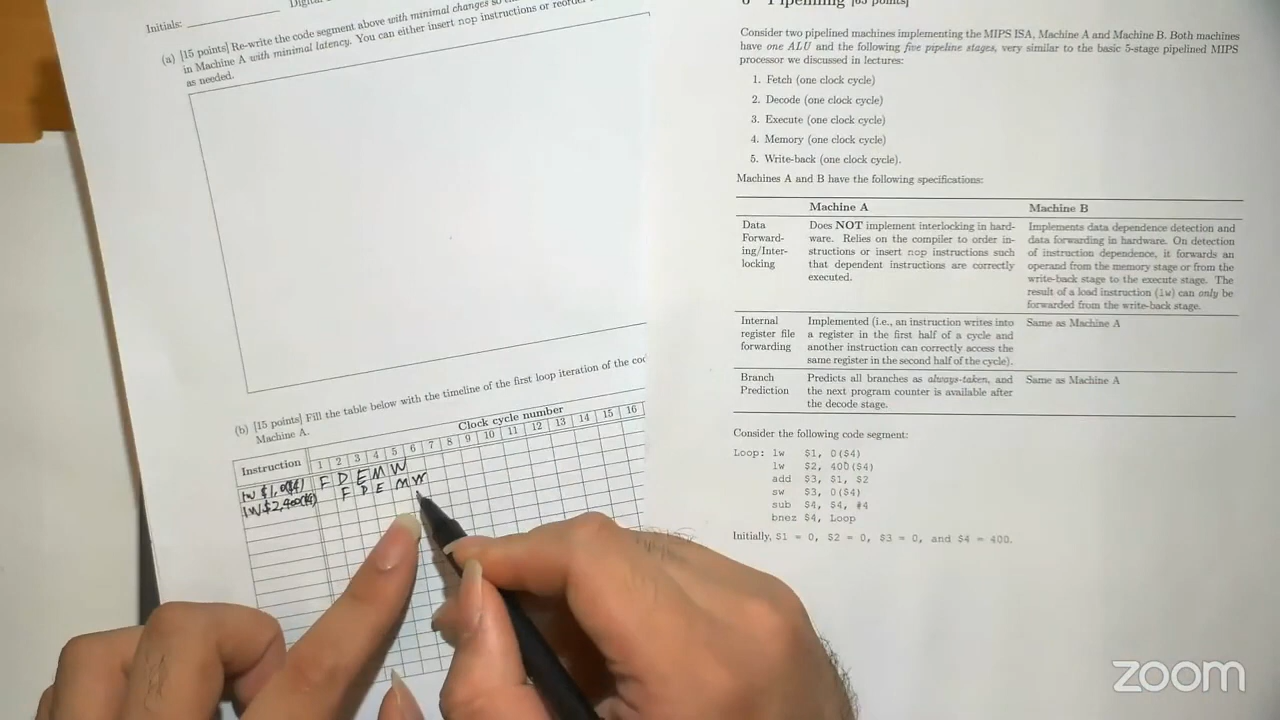 Initials:
(a) [15 points] Re-write the code segment above with minimal changes so
in Machine A with minimal latency. You can either insert nop instructions or reorder
as needed.
(b) [15 points] Fill the table below with the timeline of the first loop iteration of the
Machine A.
Clock cycle number
Instruction 1 2 3 4 5 6 7 8 9 10 11 12 13 14 15 16
lw $1,0($4) F D E M W
lw $2,400($4) F D E M W
6 Pipelining [65 points]
Consider two pipelined machines implementing the MIPS ISA, Machine A and Machine B. Both machines
have one ALU and the following five pipeline stages, very similar to the basic 5-stage pipelined MIPS
processor we discussed in lectures:
1. Fetch (one clock cycle)
2. Decode (one clock cycle)
3. Execute (one clock cycle)
4. Memory (one clock cycle)
5. Write-back (one clock cycle).
Machines A and B have the following specifications:
Machine A Machine B
Data
Forward-
ing/Inter-
locking
Does NOT implement interlocking in hard-
ware. Relies on the compiler to order in-
structions or insert nop instructions such
that dependent instructions are correctly
executed.
Implements data dependence detection and
data forwarding in hardware. On detection
of instruction dependence, it forwards an
operand from the memory stage or from the
write-back stage to the execute stage. The
result of a load instruction (lw) can only be
forwarded from the write-back stage.
Internal
register file
forwarding
Implemented (i.e., an instruction writes into
a register in the first half of a cycle and
another instruction can correctly access the
same register in the second half of the cycle).
Same as Machine A
Branch
Prediction
Predicts all branches as always-taken, and
the next program counter is available after
the decode stage.
Same as Machine A
Consider the following code segment:
Loop: lw $1, 0($4)
lw $2, 400($4)
add $3, $1, $2
sw $3, 0($4)
sub $4, $4, #4
bnez $4, Loop
Initially, $1 = 0, $2 = 0, $3 = 0, and $4 = 400.
zoom